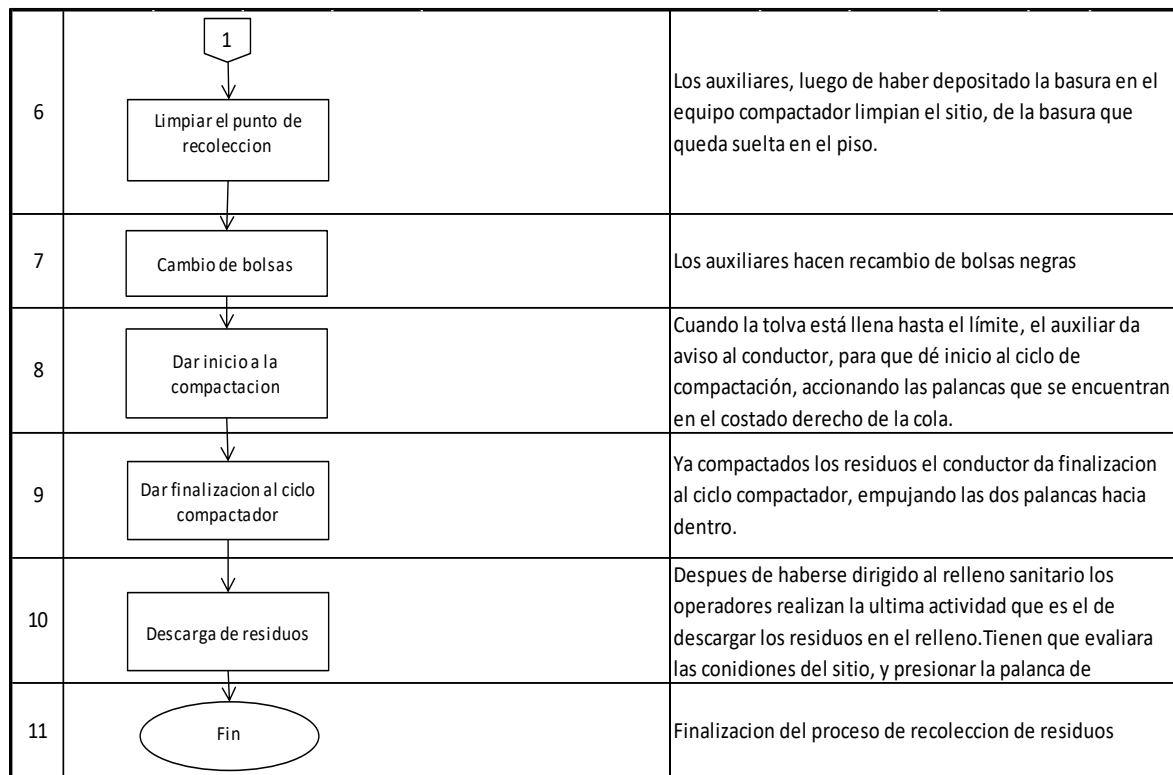 1
6
Limpiar el punto de
recoleccion
Los auxiliares, luego de haber depositado la basura en el
equipo compactador limpian el sitio, de la basura que
queda suelta en el piso.
7
Cambio de bolsas
Los auxiliares hacen recambio de bolsas negras
8
Dar inicio a la
compactacion
Cuando la tolva está llena hasta el límite, el auxiliar da
aviso al conductor, para que dé inicio al ciclo de
compactación, accionando las palancas que se encuentran
en el costado derecho de la cola.
9
Dar finalizacion al ciclo
compactador
Ya compactados los residuos el conductor da finalizacion
al ciclo compactador, empujando las dos palancas hacia
dentro.
10
Descarga de residuos
Despues de haberse dirigido al relleno sanitario los
operadores realizan la ultima actividad que es el de
descargar los residuos en el relleno.Tienen que evaliara
las conidiones del sitio, y presionar la palanca de
11
Fin
Finalizacion del proceso de recoleccion de residuos